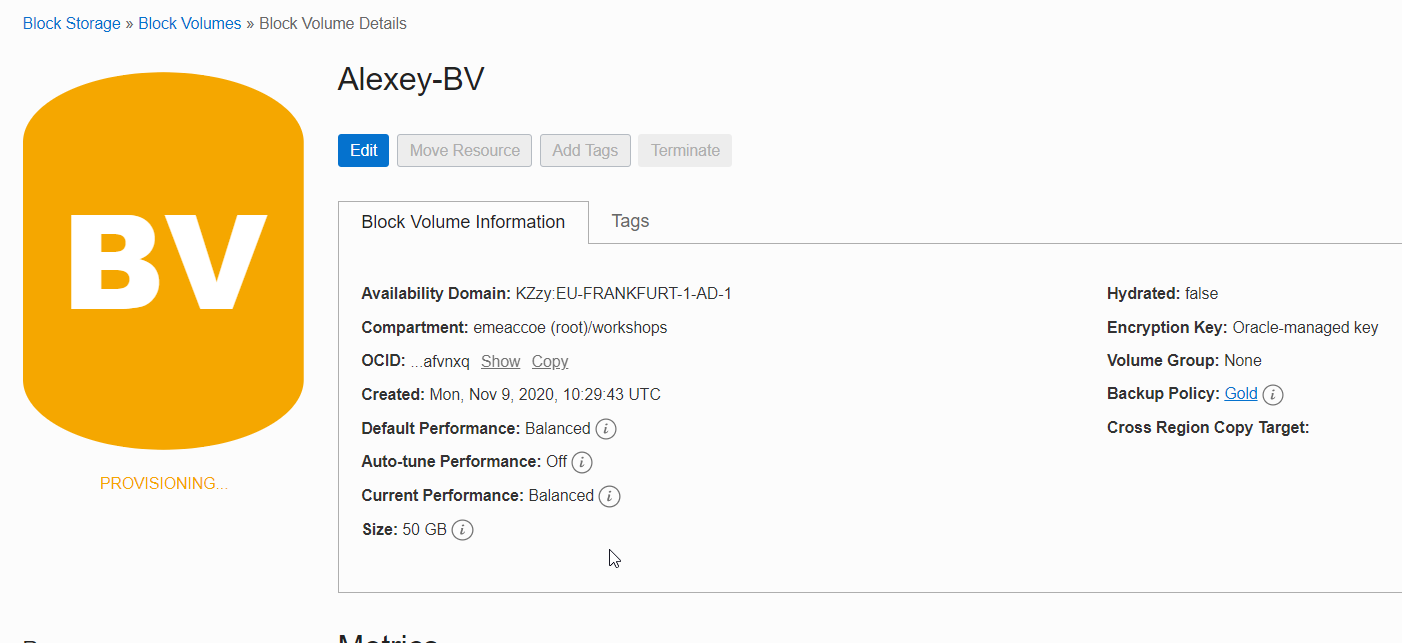 Block Storage » Block Volumes » Block Volume Details
Alexey-BV
Edit Move Resource Add Tags Terminate
BV
PROVISIONING...
Block Volume Information Tags
Availability Domain: KZzy:EU-FRANKFURT-1-AD-1
Compartment: emeaccoe (root)/workshops
OCID: ...afvnxq Show Copy
Created: Mon, Nov 9, 2020, 10:29:43 UTC
Default Performance: Balanced i
Auto-tune Performance: Off i
Current Performance: Balanced i
Size: 50 GB i
Hydrated: false
Encryption Key: Oracle-managed key
Volume Group: None
Backup Policy: Gold i
Cross Region Copy Target:
Metrics